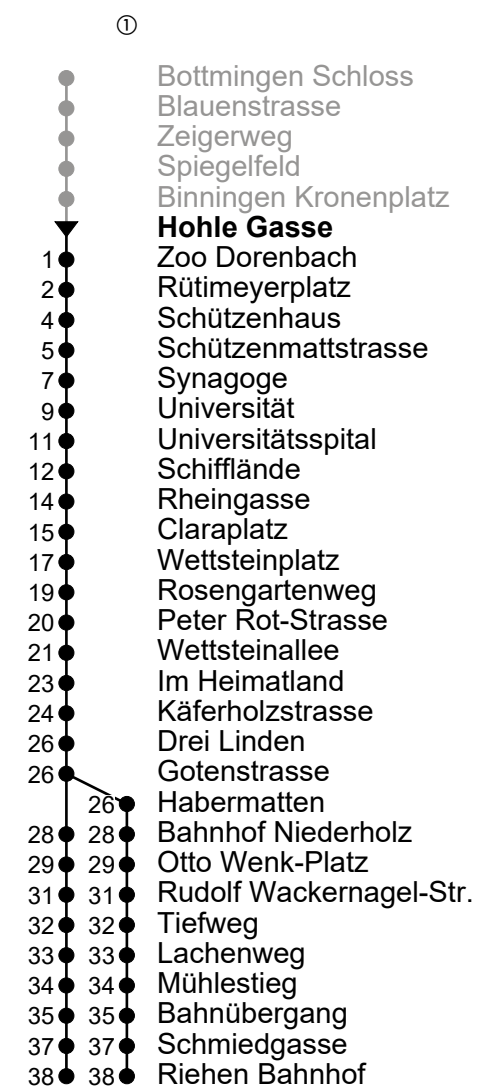 ①
Bottmingen Schloss
Blauenstrasse
Zeigerweg
Spiegelfeld
Binningen Kronenplatz
Hohle Gasse
1 Zoo Dorenbach
2 Rütimeyerplatz
4 Schützenhaus
5 Schützenmattstrasse
7 Synagoge
9 Universität
11 Universitätsspital
12 Schifflände
14 Rheingasse
15 Claraplatz
17 Wettsteinplatz
19 Rosengartenweg
20 Peter Rot-Strasse
21 Wettsteinallee
23 Im Heimatland
24 Käferholzstrasse
26 Drei Linden
26 Gotenstrasse
26 Habermatten
28 28 Bahnhof Niederholz
29 29 Otto Wenk-Platz
31 31 Rudolf Wackernagel-Str.
32 32 Tiefweg
33 33 Lachenweg
34 34 Mühlestieg
35 35 Bahnübergang
37 37 Schmiedgasse
38 38 Riehen Bahnhof